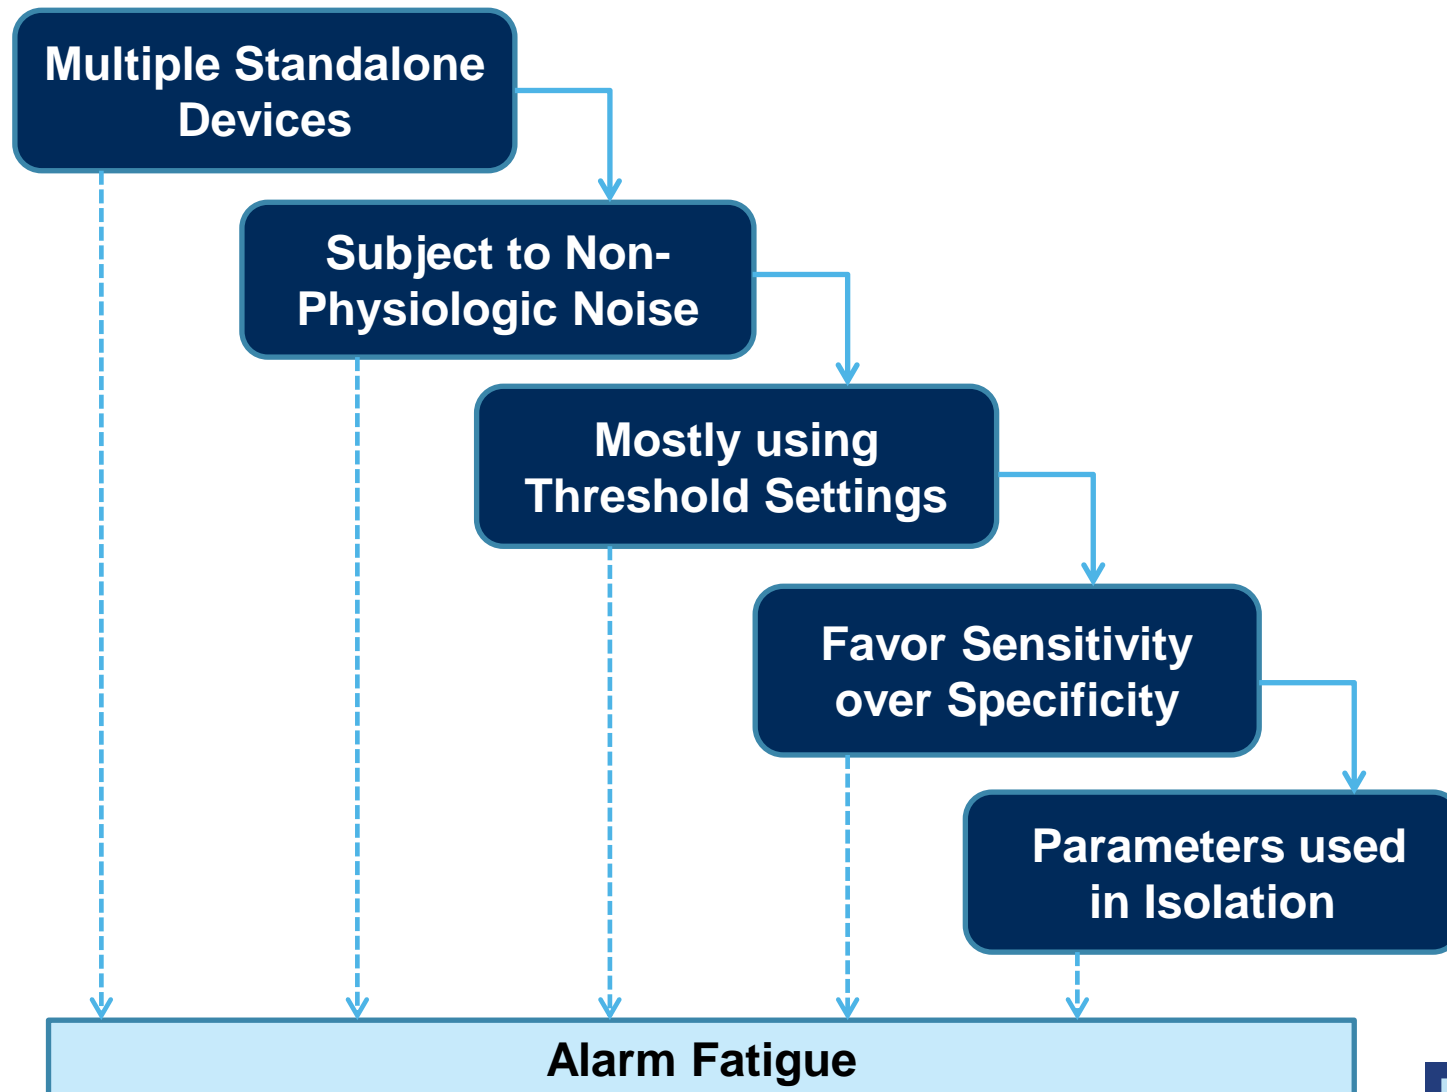 Multiple Standalone
Devices
Subject to Non-
Physiologic Noise
Mostly using
Threshold Settings
Favor Sensitivity
over Specificity
Parameters used
in Isolation
Alarm Fatigue